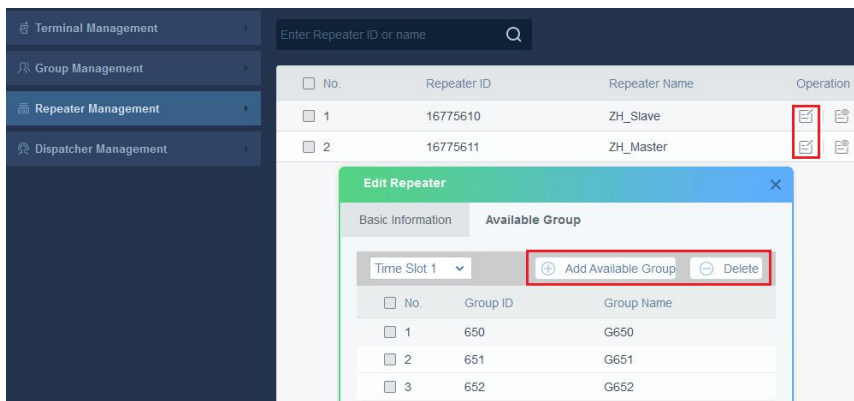 Terminal Management
Enter Repeater ID or name
Group Management
No. Repeater ID Repeater Name Operation
Repeater Management
1 16775610 ZH_Slave
2 16775611 ZH_Master
Dispatcher Management
Edit Repeater
Basic Information Available Group
Time Slot 1 Add Available Group Delete
No. Group ID Group Name
1 650 G650
2 651 G651
3 652 G652